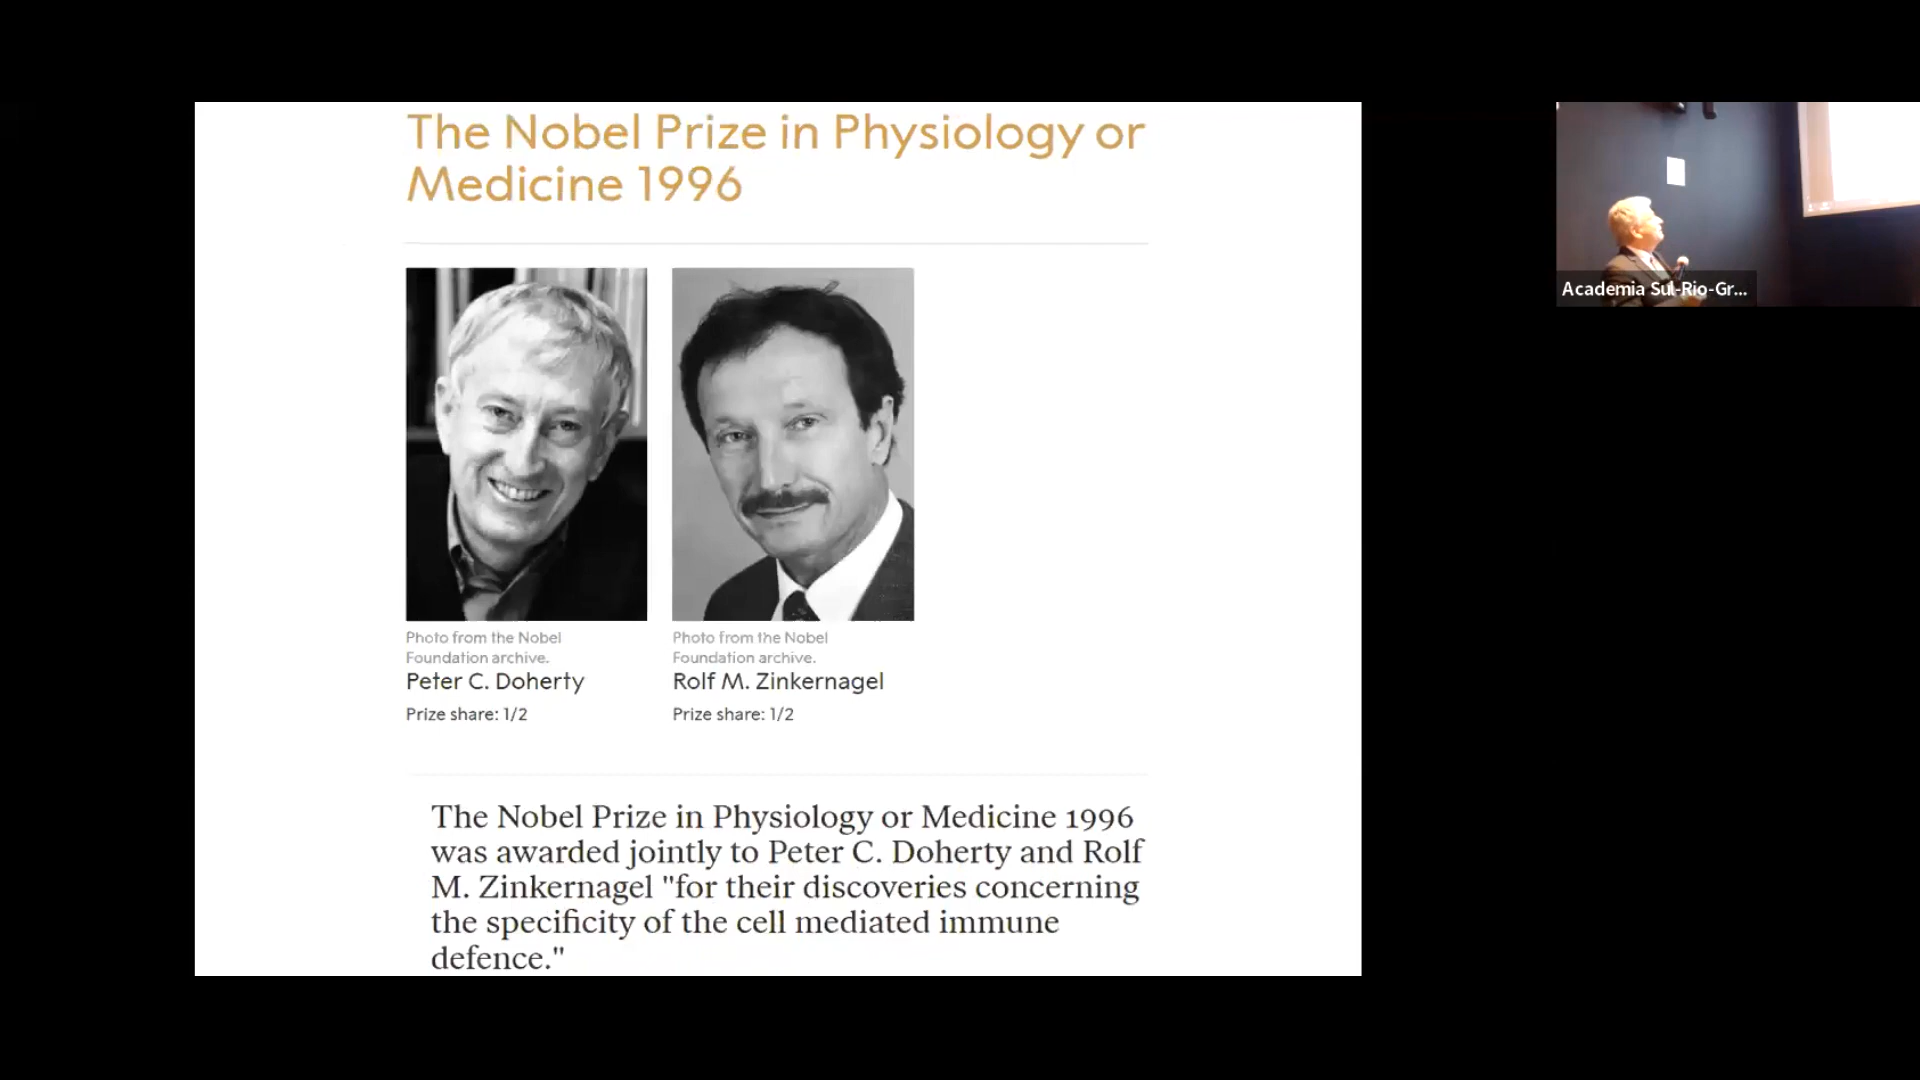 The Nobel Prize in Physiology or
Medicine 1996
Photo from the Nobel
Foundation archive.
Peter C. Doherty
Prize share: 1/2
Photo from the Nobel
Foundation archive.
Rolf M. Zinkernagel
Prize share: 1/2
The Nobel Prize in Physiology or Medicine 1996
was awarded jointly to Peter C. Doherty and Rolf
M. Zinkernagel "for their discoveries concerning
the specificity of the cell mediated immune
defence."
Academia Sul-Rio-Gr...